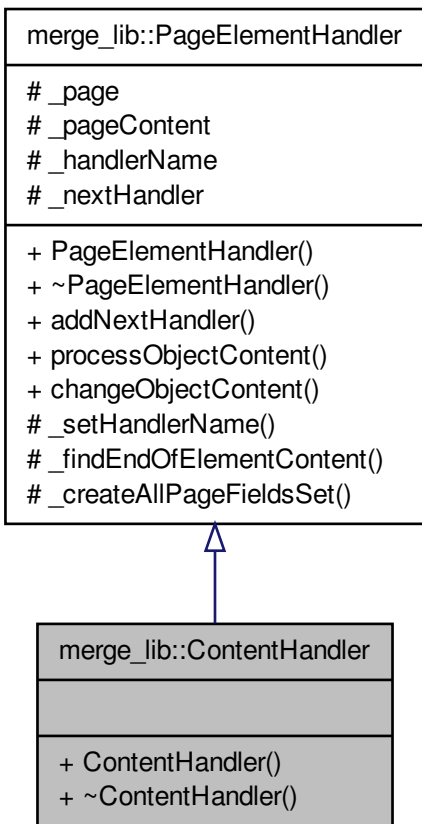 merge_lib::PageElementHandler
# _page
# _pageContent
# _handlerName
# _nextHandler
+ PageElementHandler()
+ ~PageElementHandler()
+ addNextHandler()
+ processObjectContent()
+ changeObjectContent()
# _setHandlerName()
# _findEndOfElementContent()
# _createAllPageFieldsSet()
merge_lib::ContentHandler
+ ContentHandler()
+ ~ContentHandler()